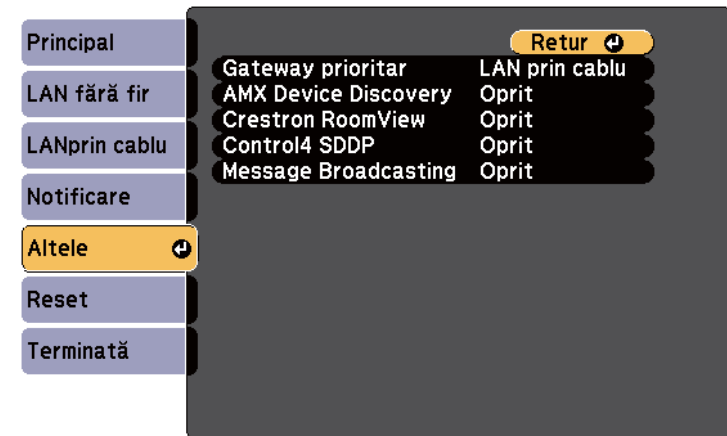 Principal
LAN fără fir
LANprin cablu
Notificare
Altele
Reset
Terminată
Retur
Gateway prioritar LAN prin cablu
AMX Device Discovery Oprit
Crestron RoomView Oprit
Control4 SDDP Oprit
Message Broadcasting Oprit